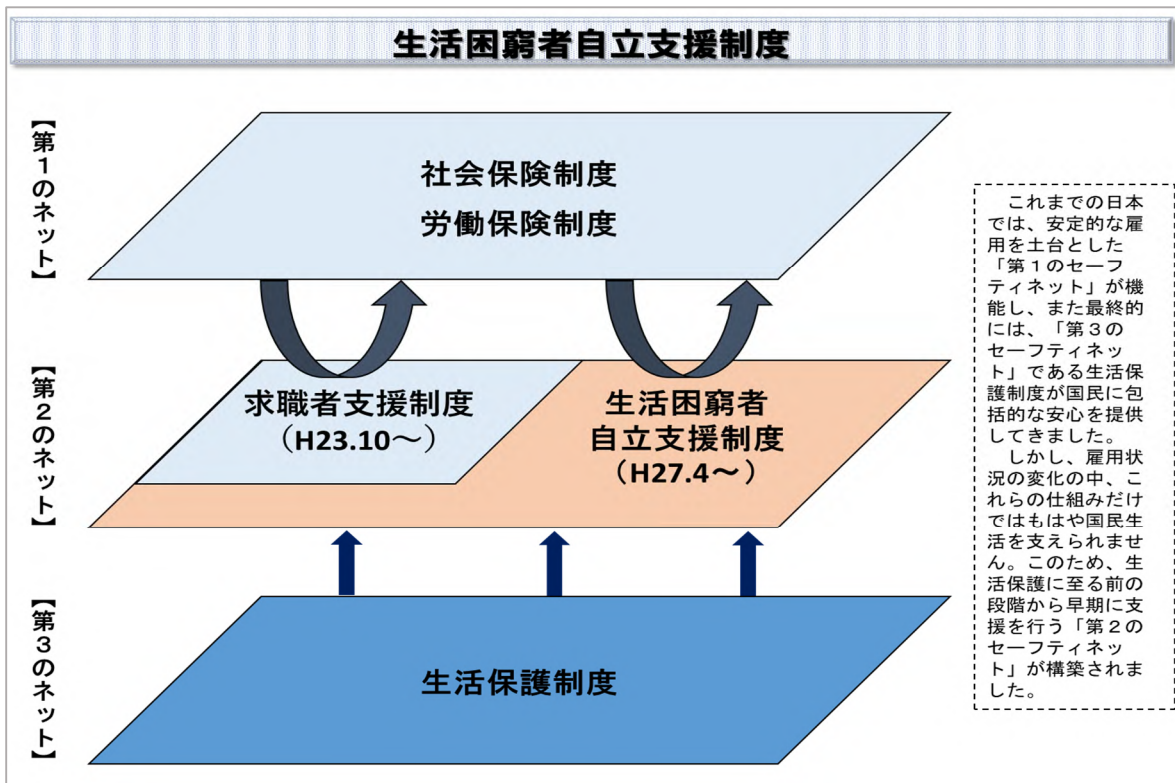 生活困窮者自立支援制度
【第１のネット】
社会保険制度
労働保険制度
【第２のネット】
求職者支援制度
（H23.10～）
生活困窮者
自立支援制度
（H27.4～）
【第３のネット】
生活保護制度
これまでの日本
では、安定的な雇
用を土台とした
「第１のセーフ
ティネット」が機
能し、また最終的
には、「第３の
セーフティネッ
ト」である生活保
護制度が国民に包
括的な安心を提供
してきました。
しかし、雇用状
況の変化の中、こ
れらの仕組みだけ
ではもはや国民生
活を支えられませ
ん。このため、生
活保護に至る前の
段階から早期に支
援を行う「第２の
セーフティネッ
ト」が構築されま
した。